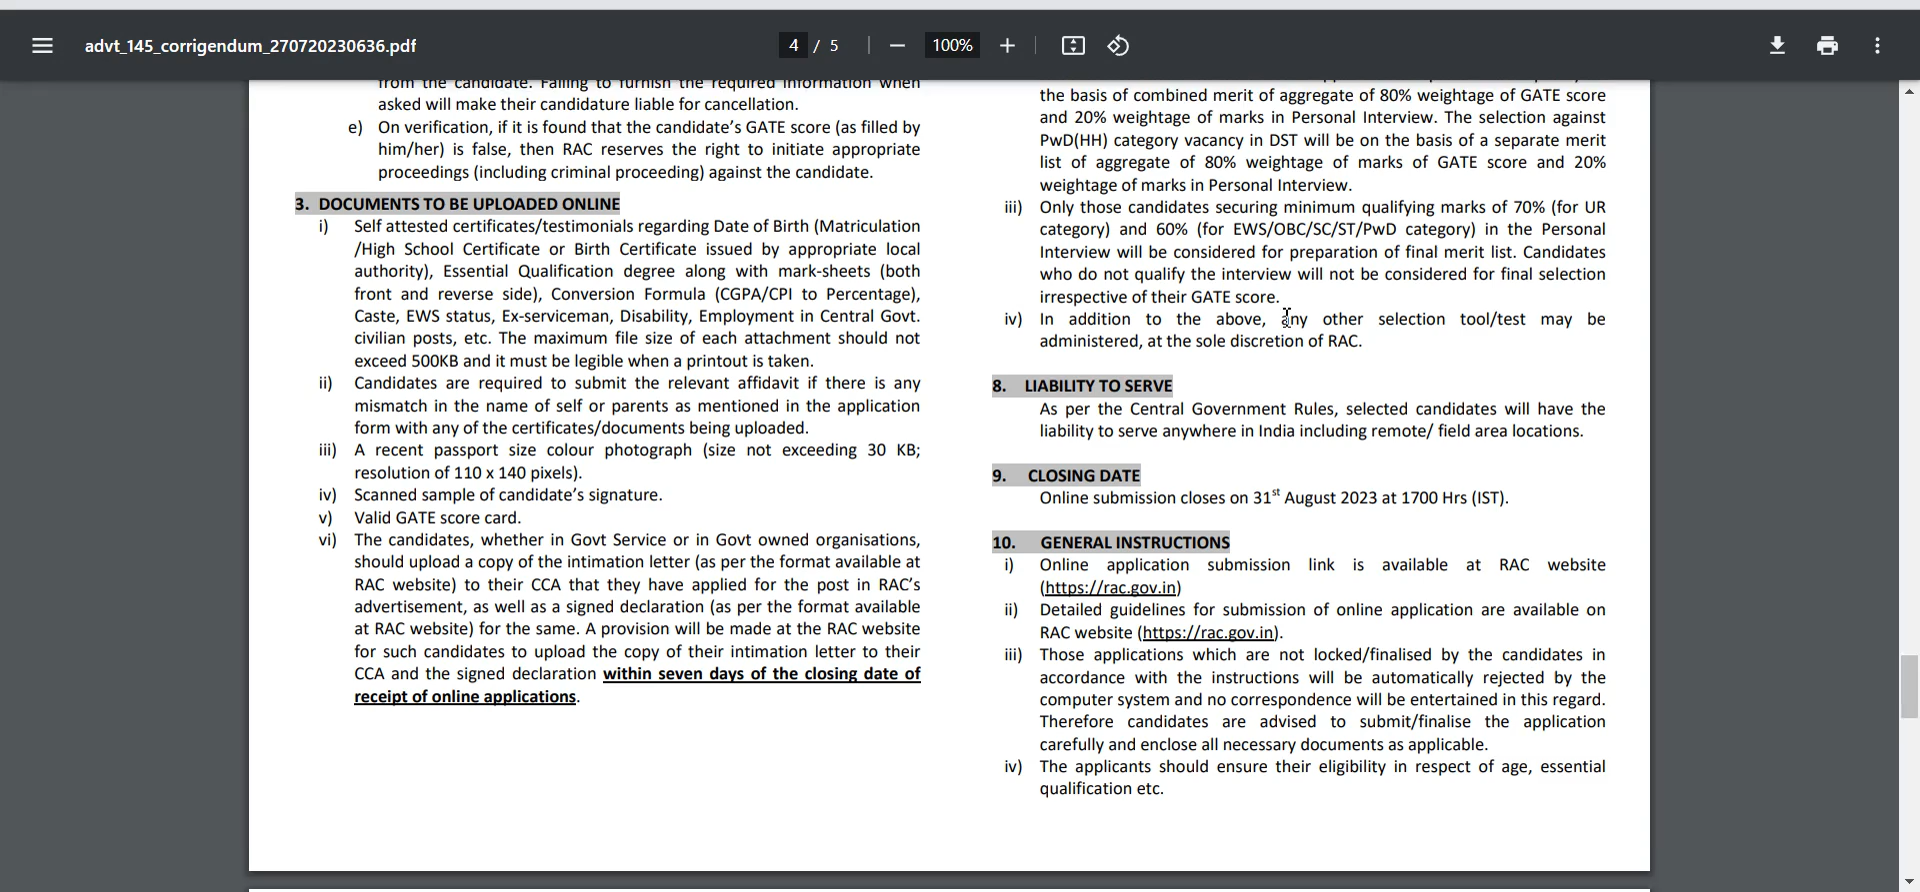 advt_145_corrigendum_270720230636.pdf
4 / 5
100%
from the candidate. Failing to furnish the required information when
asked will make their candidature liable for cancellation.
e) On verification, if it is found that the candidate's GATE score (as filled by
him/her) is false, then RAC reserves the right to initiate appropriate
proceedings (including criminal proceeding) against the candidate.
3. DOCUMENTS TO BE UPLOADED ONLINE
i) Self attested certificates/testimonials regarding Date of Birth (Matriculation
/High School Certificate or Birth Certificate issued by appropriate local
authority), Essential Qualification degree along with mark-sheets (both
front and reverse side), Conversion Formula (CGPA/CPI to Percentage),
Caste, EWS status, Ex-serviceman, Disability, Employment in Central Govt.
civilian posts, etc. The maximum file size of each attachment should not
exceed 500KB and it must be legible when a printout is taken.
ii) Candidates are required to submit the relevant affidavit if there is any
mismatch in the name of self or parents as mentioned in the application
form with any of the certificates/documents being uploaded.
iii) A recent passport size colour photograph (size not exceeding 30 KB;
resolution of 110 x 140 pixels).
iv) Scanned sample of candidate's signature.
v) Valid GATE score card.
vi) The candidates, whether in Govt Service or in Govt owned organisations,
should upload a copy of the intimation letter (as per the format available at
RAC website) to their CCA that they have applied for the post in RAC's
advertisement, as well as a signed declaration (as per the format available
at RAC website) for the same. A provision will be made at the RAC website
for such candidates to upload the copy of their intimation letter to their
CCA and the signed declaration within seven days of the closing date of
receipt of online applications.
the basis of combined merit of aggregate of 80% weightage of GATE score
and 20% weightage of marks in Personal Interview. The selection against
PwD(HH) category vacancy in DST will be on the basis of a separate merit
list of aggregate of 80% weightage of marks of GATE score and 20%
weightage of marks in Personal Interview.
iii) Only those candidates securing minimum qualifying marks of 70% (for UR
category) and 60% (for EWS/OBC/SC/ST/PwD category) in the Personal
Interview will be considered for preparation of final merit list. Candidates
who do not qualify the interview will not be considered for final selection
irrespective of their GATE score.
iv) In addition to the above, any other selection tool/test may be
administered, at the sole discretion of RAC.
8. LIABILITY TO SERVE
As per the Central Government Rules, selected candidates will have the
liability to serve anywhere in India including remote/ field area locations.
9. CLOSING DATE
Online submission closes on 31st August 2023 at 1700 Hrs (IST).
10. GENERAL INSTRUCTIONS
i) Online application submission link is available at RAC website
(https://rac.gov.in)
ii) Detailed guidelines for submission of online application are available on
RAC website (https://rac.gov.in).
iii) Those applications which are not locked/finalised by the candidates in
accordance with the instructions will be automatically rejected by the
computer system and no correspondence will be entertained in this regard.
Therefore candidates are advised to submit/finalise the application
carefully and enclose all necessary documents as applicable.
iv) The applicants should ensure their eligibility in respect of age, essential
qualification etc.